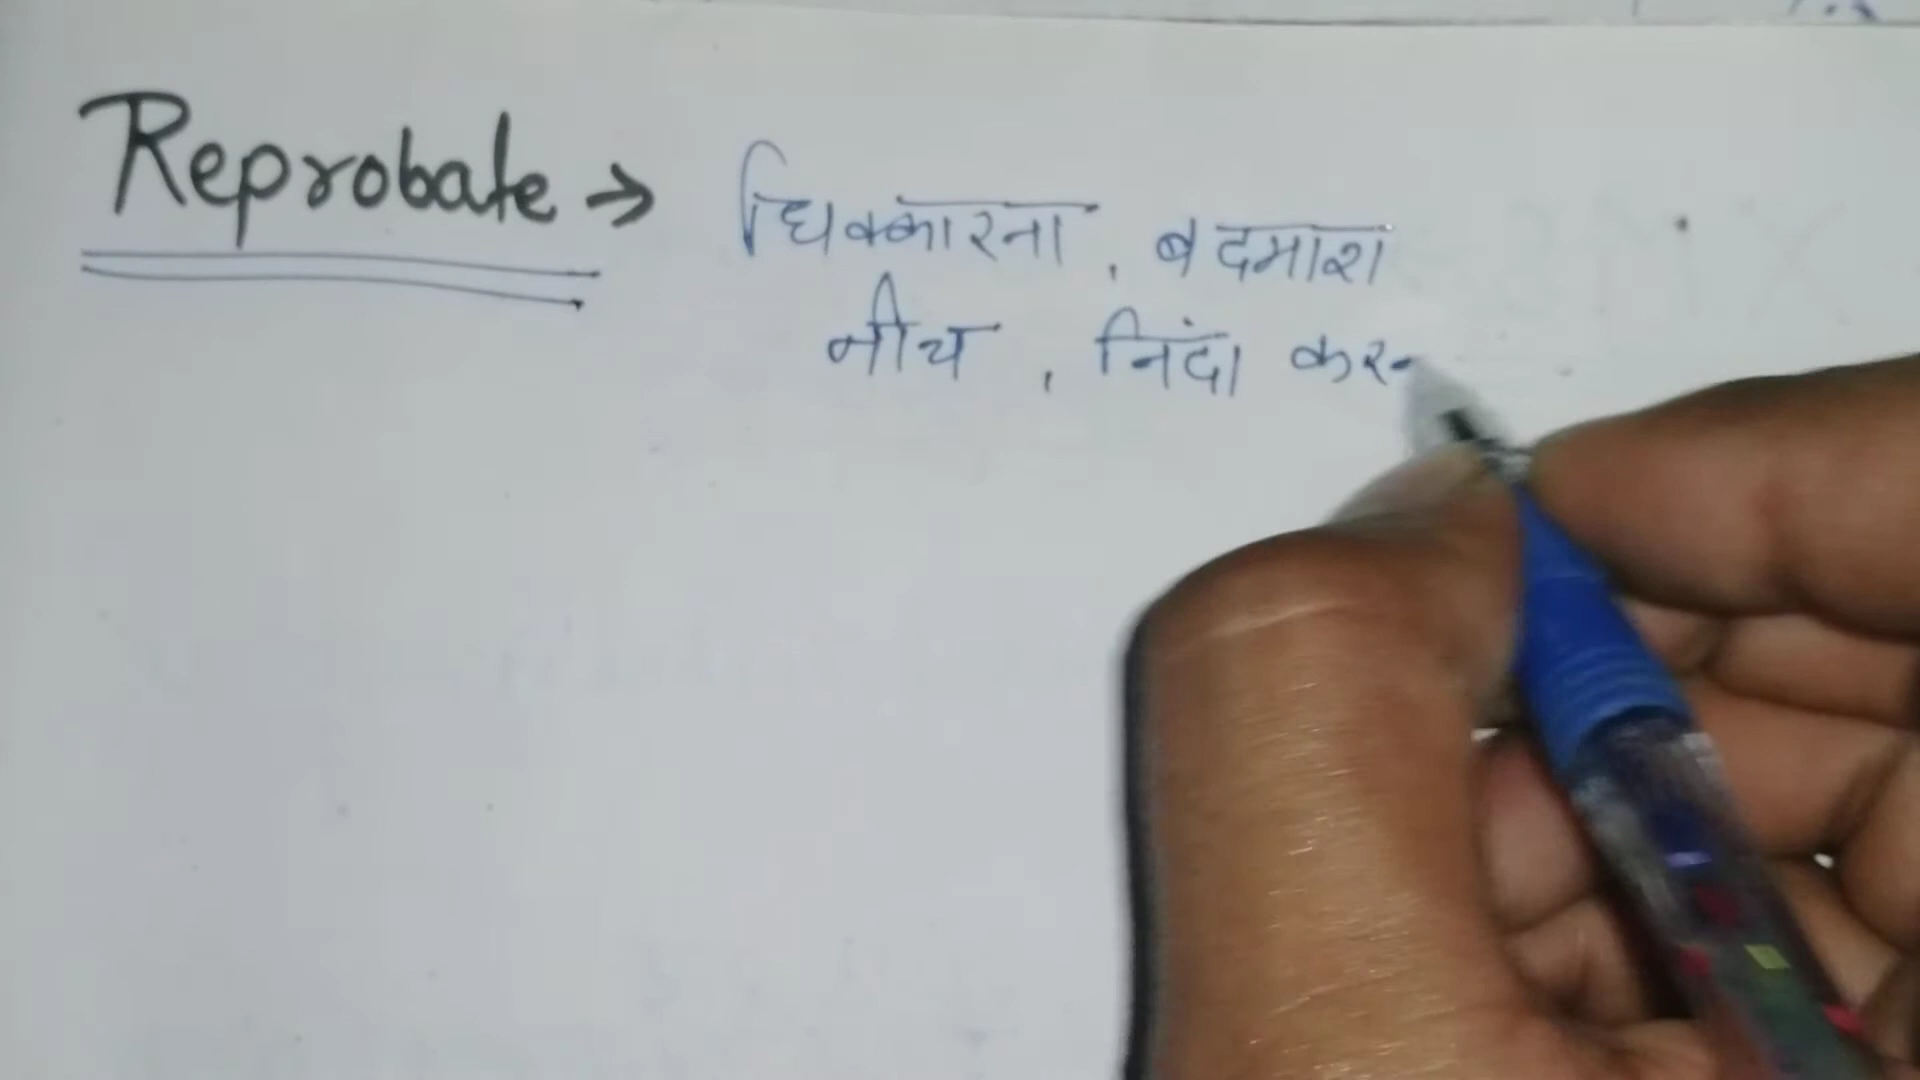 Reprobate → धिक्कारना, बदमाश
नीच, निंदा कर